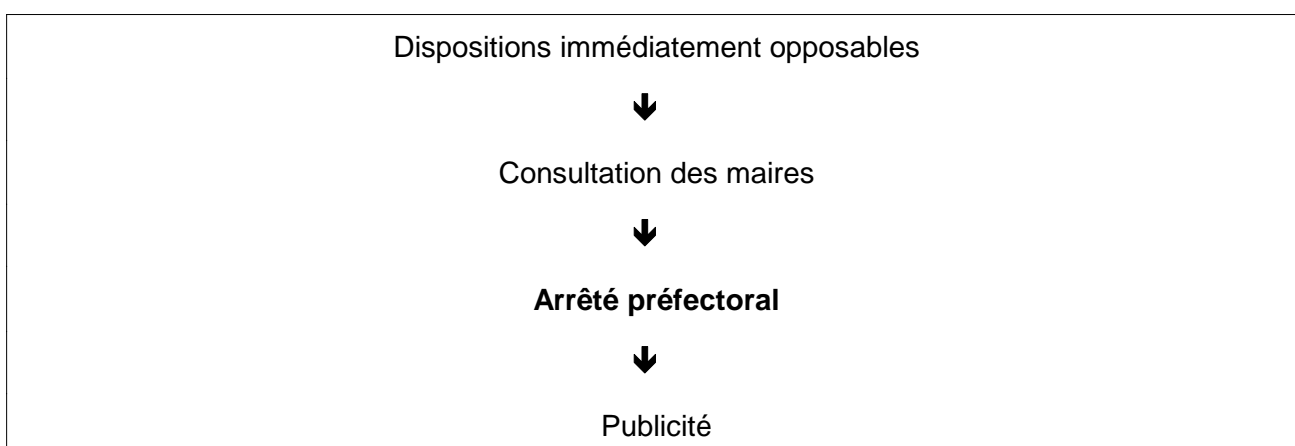 Dispositions immédiatement opposables
🡻
Consultation des maires
🡻
Arrêté préfectoral
🡻
Publicité